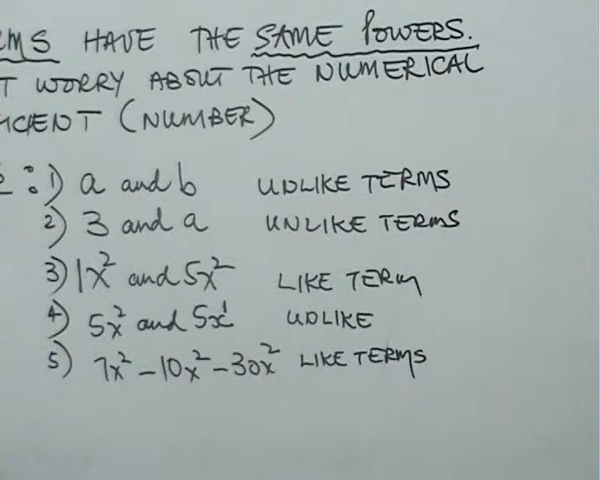 EMS HAVE THE SAME POWERS.
T WORRY ABOUT THE NUMERICAL
ICIENT (NUMBER)
: 1) a and b UNLIKE TERMS
2) 3 and a UNLIKE TERMS
3) 1x² and 5x² LIKE TERM
4) 5x² and 5x¹ UNLIKE
5) 7x² - 10x² - 30x² LIKE TERMS